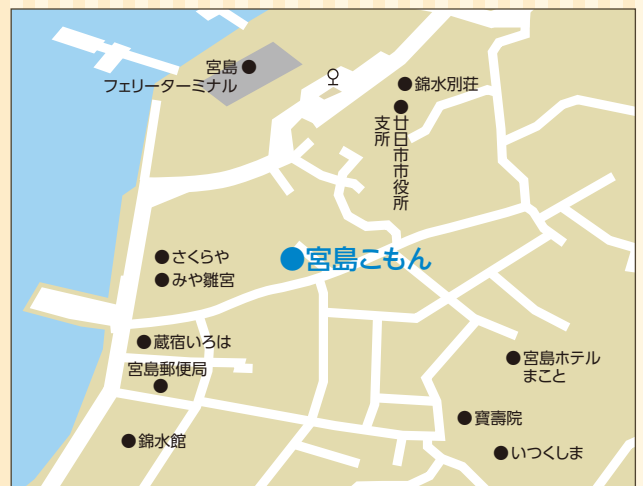 宮島
フェリーターミナル
錦水別荘
廿日市市役所
支所
さくらや
みや雛宮
宮島こもん
蔵宿いろは
宮島郵便局
錦水館
宮島ホテル
まこと
寶壽院
いつくしま